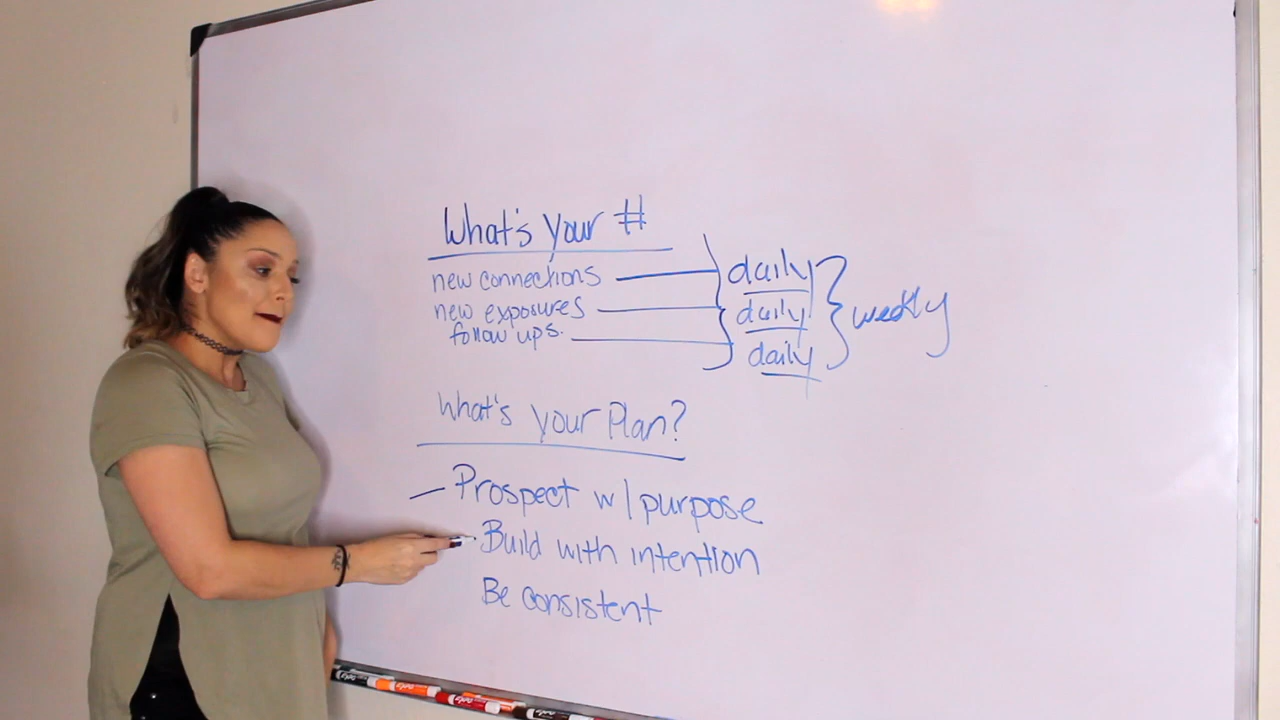 What's your #
new connections daily
new exposures daily
follow ups. daily
weekly
What's your Plan?
- Prospect w/ purpose
Build with intention
Be consistent